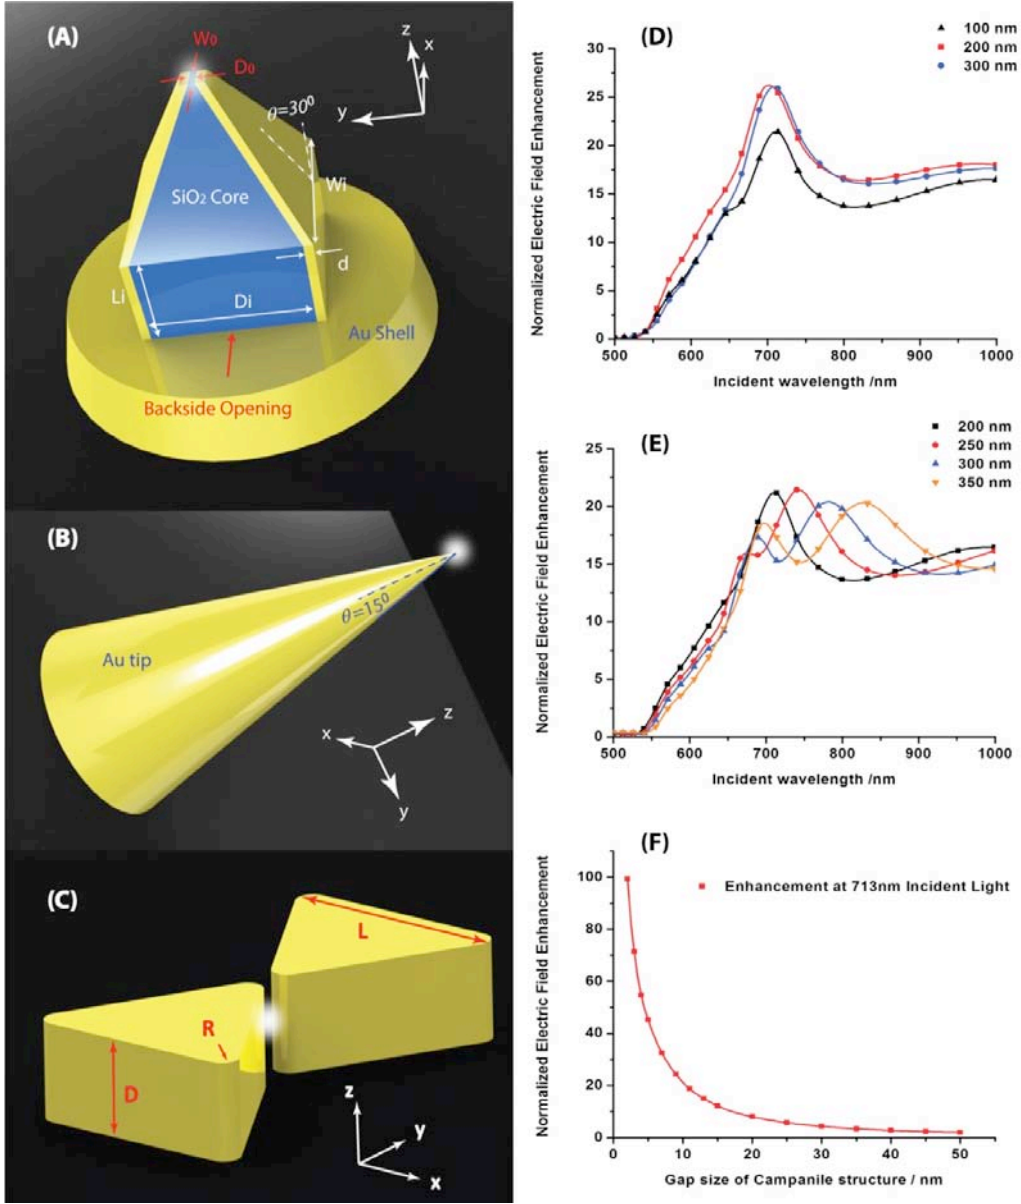 (A)
W₀
D₀
z
x
y
θ=30⁰
SiO₂ Core
Wi
d
Li
Di
Au Shell
Backside Opening
(B)
θ=15⁰
Au tip
z
x
y
(C)
L
R
D
z
y
x
(D)
100 nm
200 nm
300 nm
Normalized Electric Field Enhancement
30
25
20
15
10
5
0
500 600 700 800 900 1000
Incident wavelength /nm
(E)
200 nm
250 nm
300 nm
350 nm
Normalized Electric Field Enhancement
25
20
15
10
5
0
500 600 700 800 900 1000
Incident wavelength /nm
(F)
Enhancement at 713nm Incident Light
Normalized Electric Field Enhancement
100
80
60
40
20
0
0 10 20 30 40 50
Gap size of Campanile structure / nm